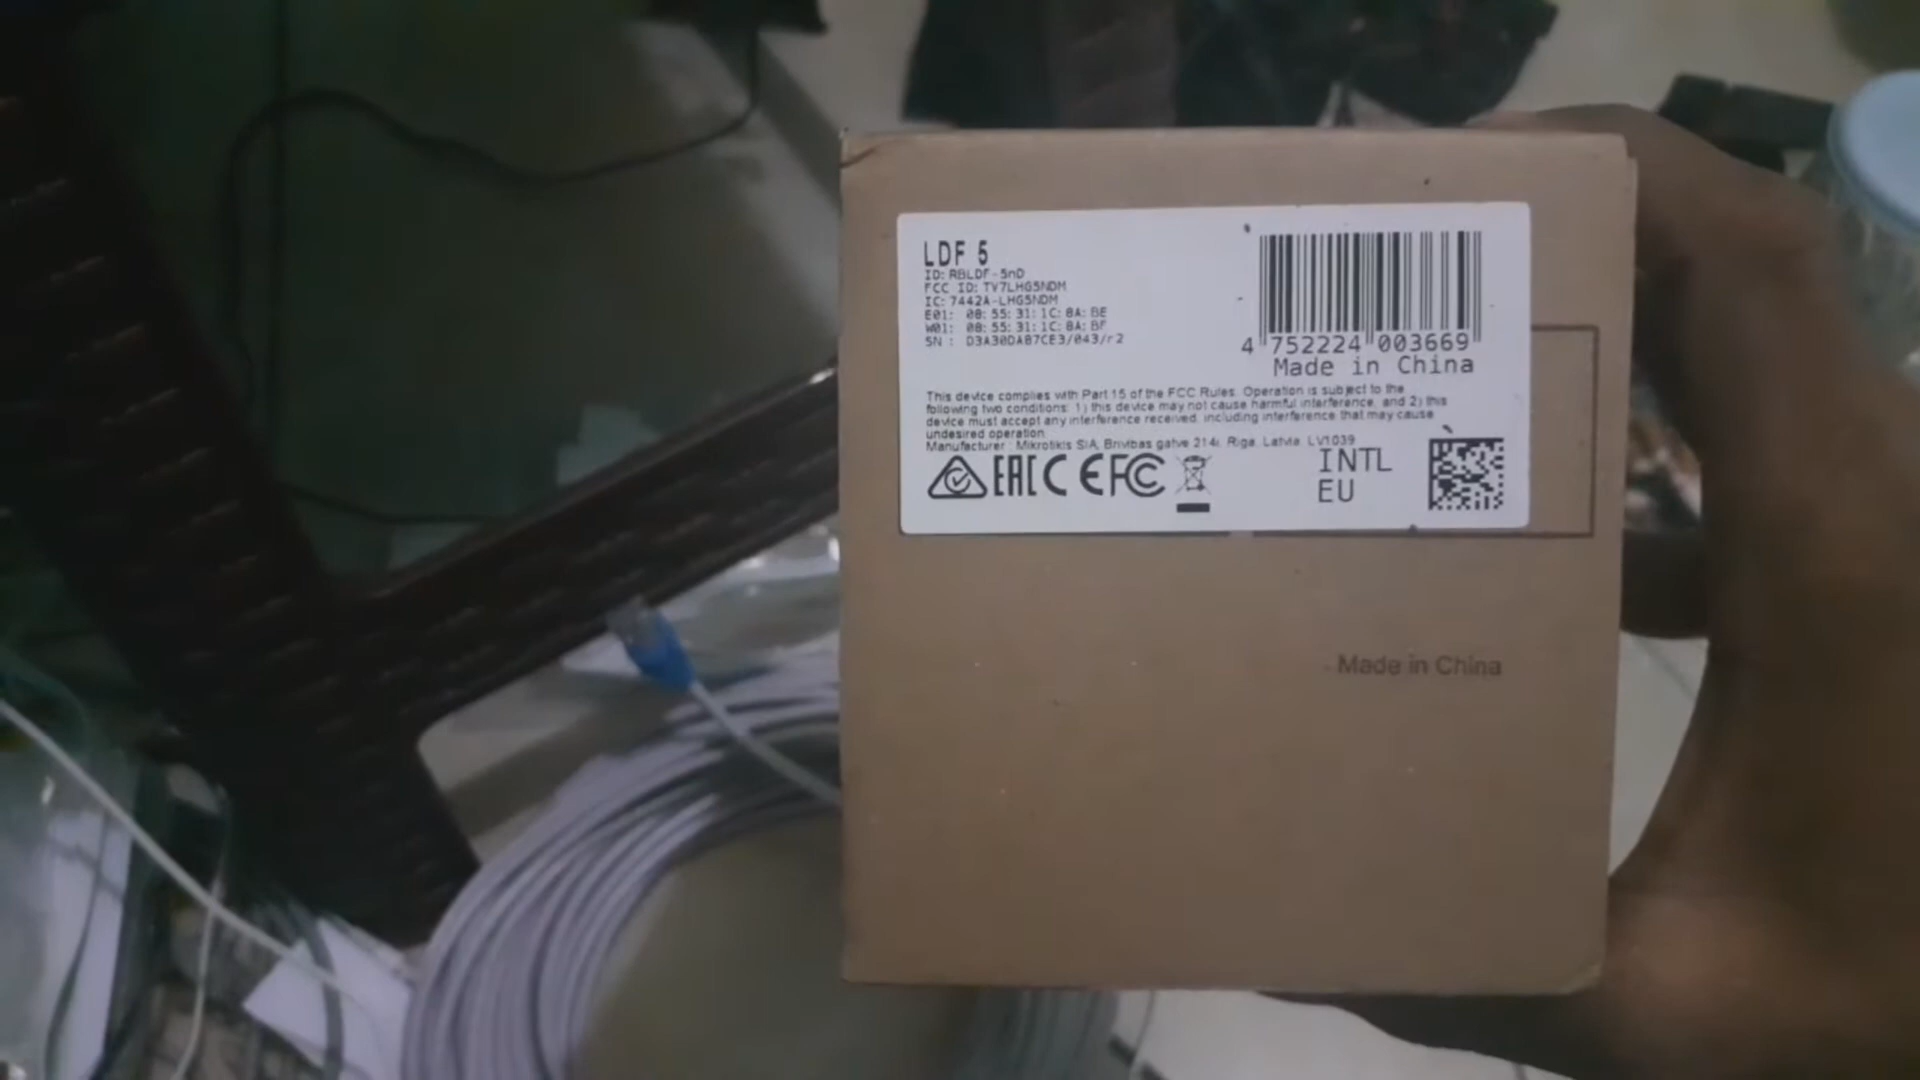 LDF 5
ID: RBLDF-5nD
FCC ID: TV7LHG5NDM
IC: 7442A-LHG5NDM
E01: 08:55:31:1C:8A:BE
W01: 08:55:31:1C:8A:BF
SN : D3A30DA87CE3/043/r2
4 752224 003669
Made in China
This device complies with Part 15 of the FCC Rules. Operation is subject to the
following two conditions: 1) this device may not cause harmful interference, and 2) this
device must accept any interference received, including interference that may cause
undesired operation.
Manufacturer: Mikrotikls SIA, Brivibas gatve 214i, Riga, Latvia, LV1039
EAC CE FC
INTL
EU
Made in China